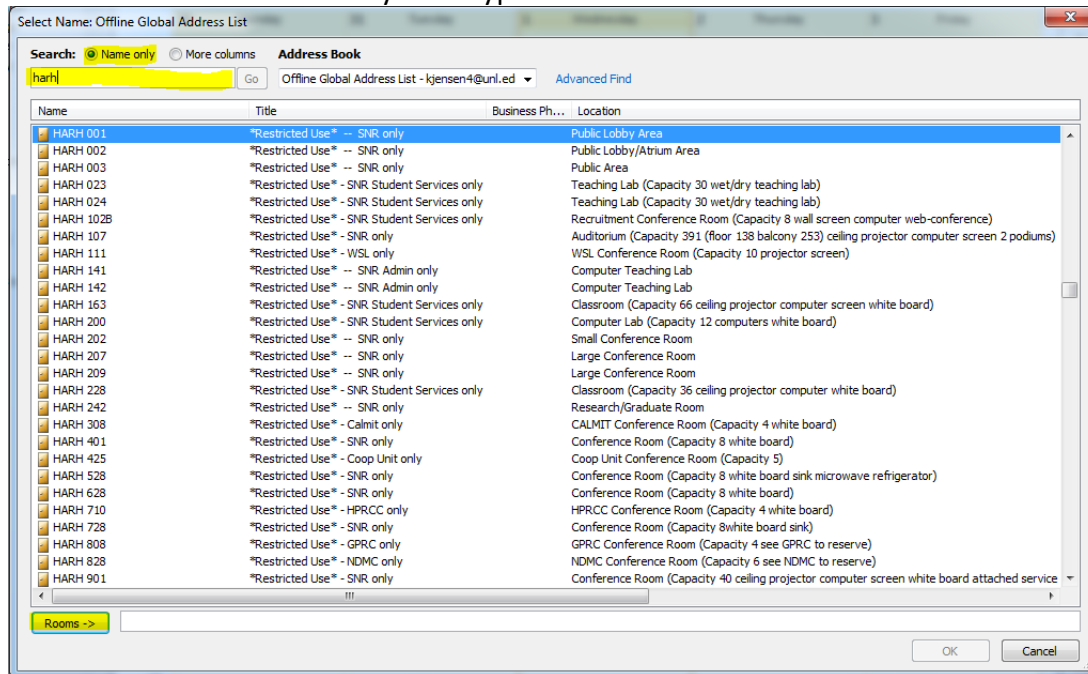 Select Name: Offline Global Address List
Search: Name only More columns Address Book
harh Go Offline Global Address List - kjensen4@unl.ed Advanced Find
Name Title Business Ph... Location
HARH 001 *Restricted Use* -- SNR only Public Lobby Area
HARH 002 *Restricted Use* -- SNR only Public Lobby/Atrium Area
HARH 003 *Restricted Use* -- SNR only Public Area
HARH 023 *Restricted Use* - SNR Student Services only Teaching Lab (Capacity 30 wet/dry teaching lab)
HARH 024 *Restricted Use* - SNR Student Services only Teaching Lab (Capacity 30 wet/dry teaching lab)
HARH 102B *Restricted Use* - SNR Student Services only Recruitment Conference Room (Capacity 8 wall screen computer web-conference)
HARH 107 *Restricted Use* - SNR only Auditorium (Capacity 391 (floor 138 balcony 253) ceiling projector computer screen 2 podiums)
HARH 111 *Restricted Use* - WSL only WSL Conference Room (Capacity 10 projector screen)
HARH 141 *Restricted Use* -- SNR Admin only Computer Teaching Lab
HARH 142 *Restricted Use* -- SNR Admin only Computer Teaching Lab
HARH 163 *Restricted Use* - SNR Student Services only Classroom (Capacity 66 ceiling projector computer screen white board)
HARH 200 *Restricted Use* - SNR Student Services only Computer Lab (Capacity 12 computers white board)
HARH 202 *Restricted Use* -- SNR only Small Conference Room
HARH 207 *Restricted Use* -- SNR only Large Conference Room
HARH 209 *Restricted Use* -- SNR only Large Conference Room
HARH 228 *Restricted Use* - SNR Student Services only Classroom (Capacity 36 ceiling projector computer white board)
HARH 242 *Restricted Use* -- SNR only Research/Graduate Room
HARH 308 *Restricted Use* - Calmit only CALMIT Conference Room (Capacity 4 white board)
HARH 401 *Restricted Use* - SNR only Conference Room (Capacity 8 white board)
HARH 425 *Restricted Use* - Coop Unit only Coop Unit Conference Room (Capacity 5)
HARH 528 *Restricted Use* - SNR only Conference Room (Capacity 8 white board sink microwave refrigerator)
HARH 628 *Restricted Use* - SNR only Conference Room (Capacity 8 white board)
HARH 710 *Restricted Use* - HPRCC only HPRCC Conference Room (Capacity 4 white board)
HARH 728 *Restricted Use* - SNR only Conference Room (Capacity 8white board sink)
HARH 808 *Restricted Use* - GPRC only GPRC Conference Room (Capacity 4 see GPRC to reserve)
HARH 828 *Restricted Use* - NDMC only NDMC Conference Room (Capacity 6 see NDMC to reserve)
HARH 901 *Restricted Use* - SNR only Conference Room (Capacity 40 ceiling projector computer screen white board attached service
Rooms ->
OK Cancel